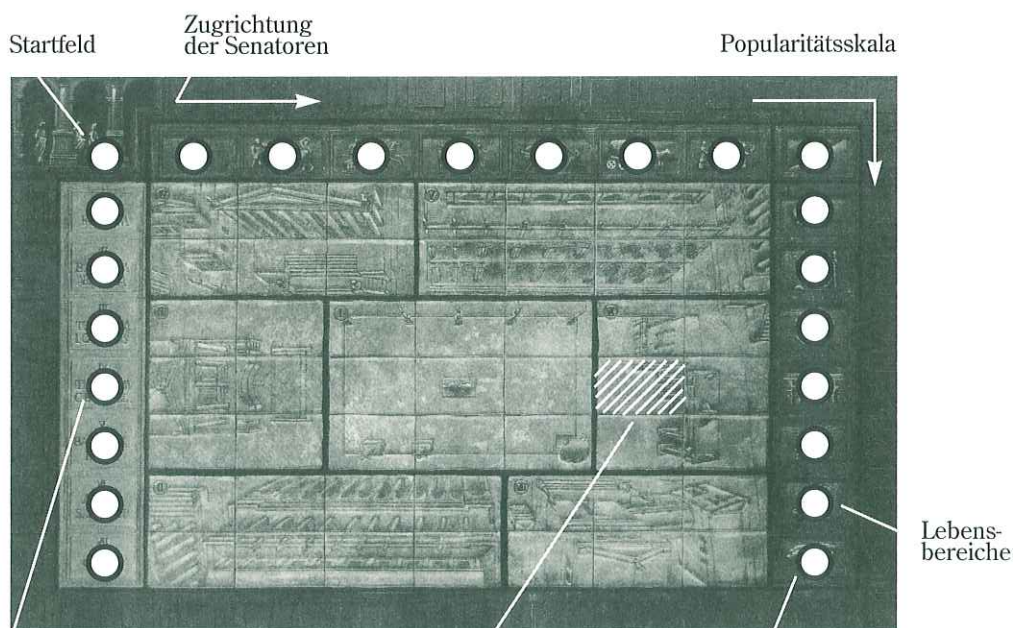 Startfeld
Zugrichtung
der Senatoren
Popularitätsskala
Lebens-
bereiche